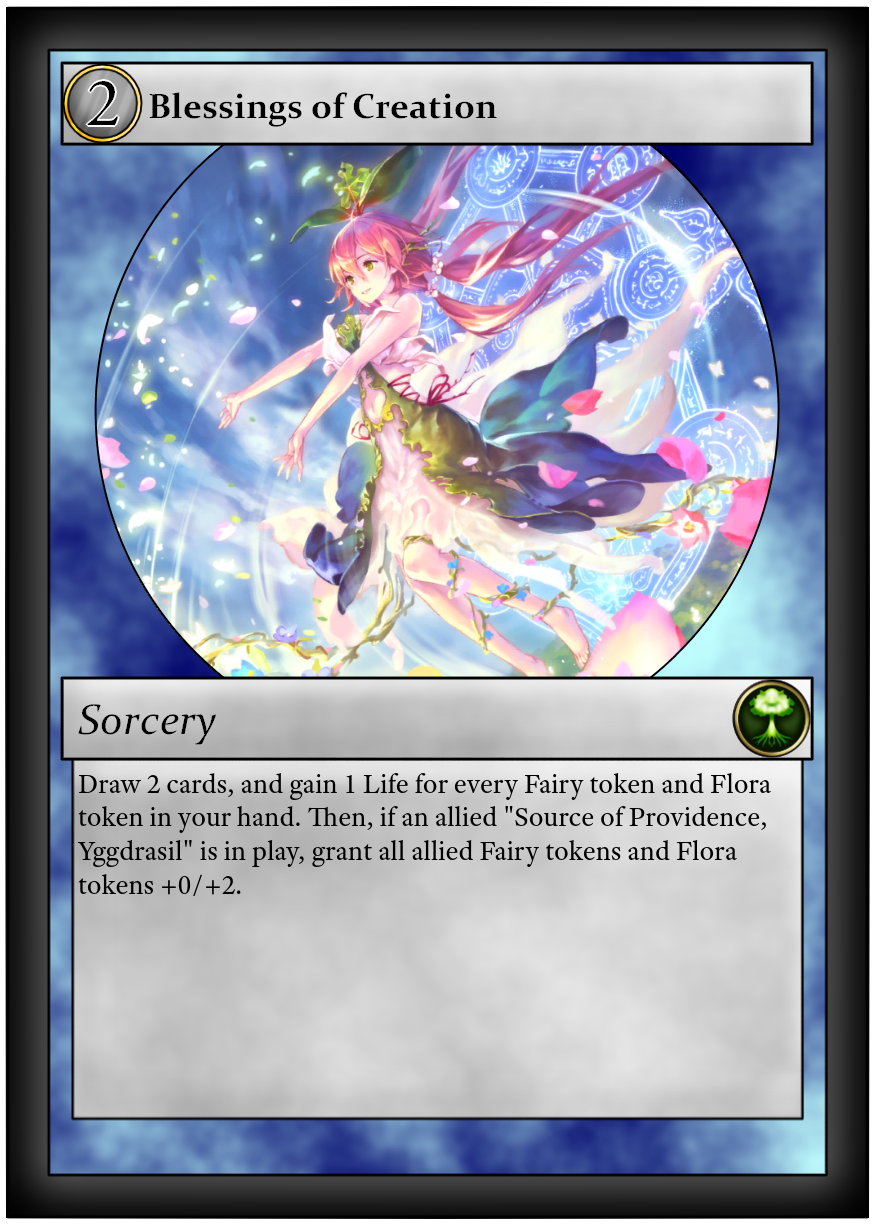 2 Blessings of Creation
Sorcery
Draw 2 cards, and gain 1 Life for every Fairy token and Flora
token in your hand. Then, if an allied "Source of Providence,
Yggdrasil" is in play, grant all allied Fairy tokens and Flora
tokens +0/+2.